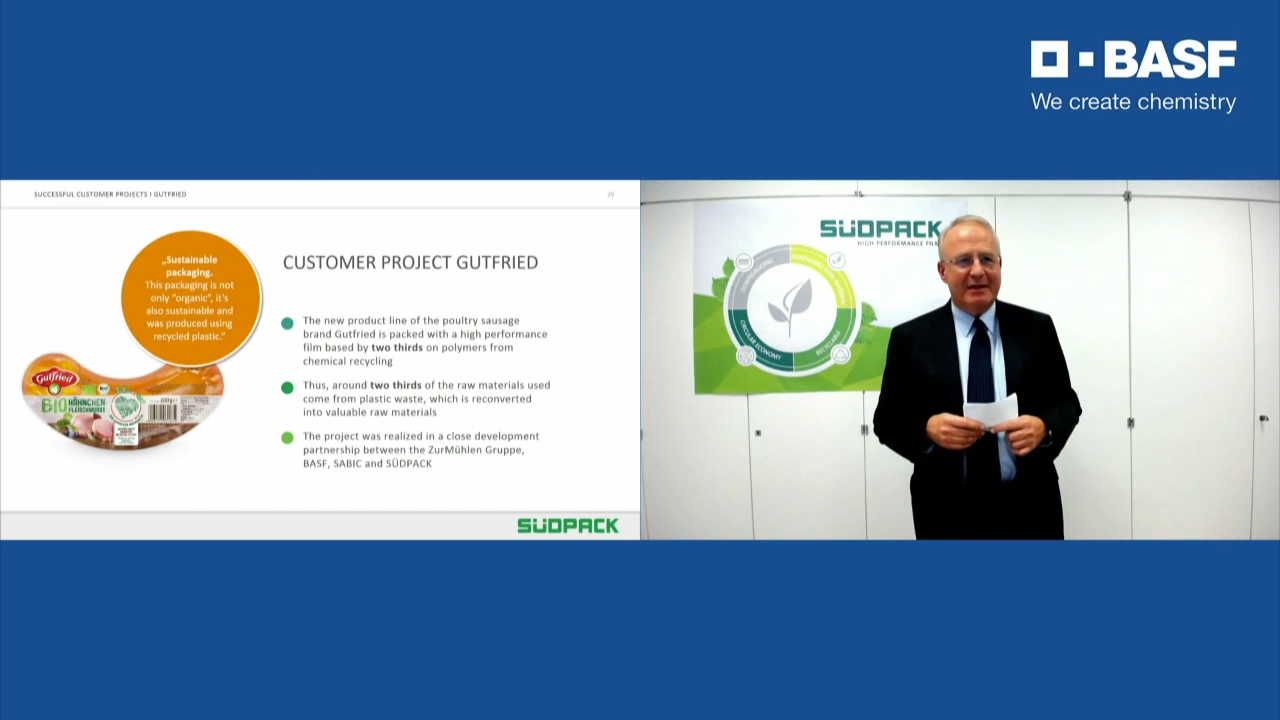 BASF
We create chemistry
SUCCESSFUL CUSTOMER PROJECTS I GUTFRIED
„Sustainable
packaging.
This packaging is not
only "organic", it's
also sustainable and
was produced using
recycled plastic."
CUSTOMER PROJECT GUTFRIED
The new product line of the poultry sausage
brand Gutfried is packed with a high performance
film based by two thirds on polymers from
chemical recycling
Thus, around two thirds of the raw materials used
come from plastic waste, which is reconverted
into valuable raw materials
The project was realized in a close development
partnership between the ZurMühlen Gruppe,
BASF, SABIC and SÜDPACK
Gutfried
BIO HÄHNCHEN
FLEISCHWURST
200g
SÜDPACK
SÜDPACK
HIGH PERFORMANCE FILM
CIRCULAR ECONOMY
RECYCLABLE